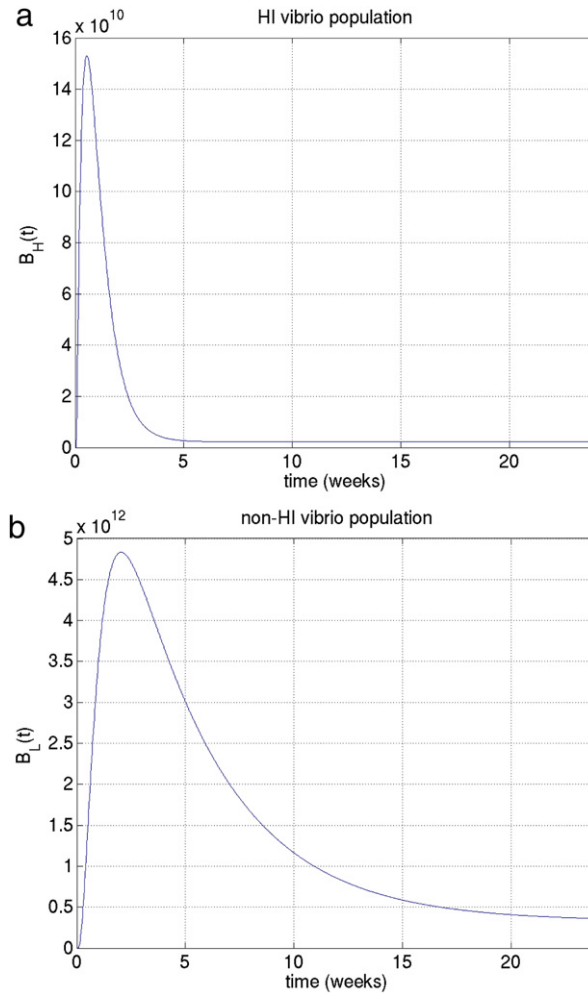 a
x 10^10
HI vibrio population
16
14
12
10
8
6
4
2
0
B_H(t)
0 5 10 15 20
time (weeks)
b
x 10^12
non-HI vibrio population
5
4.5
4
3.5
3
2.5
2
1.5
1
0.5
0
B_L(t)
0 5 10 15 20
time (weeks)